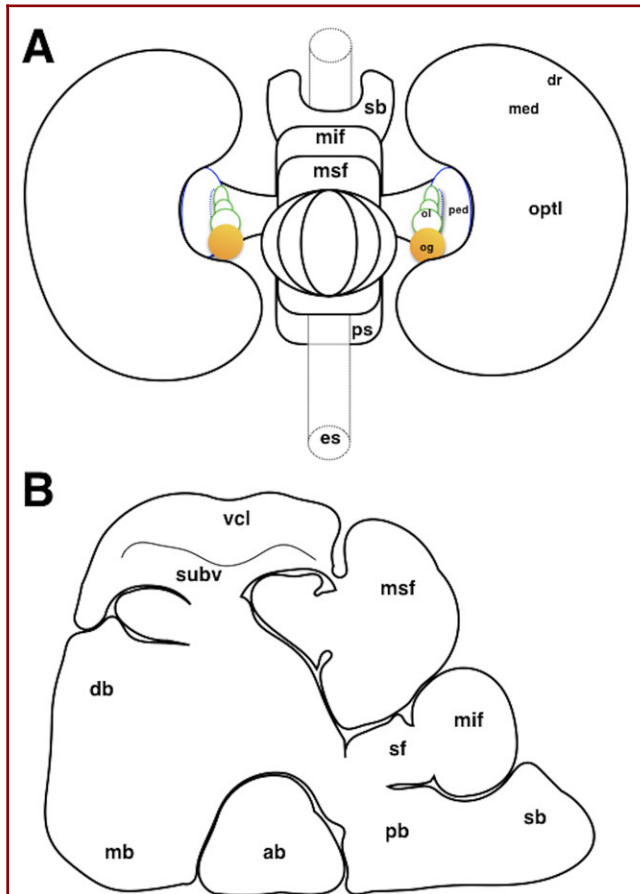 A
sb
dr
med
mif
msf
ol
ped
optl
og
ps
es
B
vcl
subv
msf
db
mif
sf
sb
pb
mb
ab